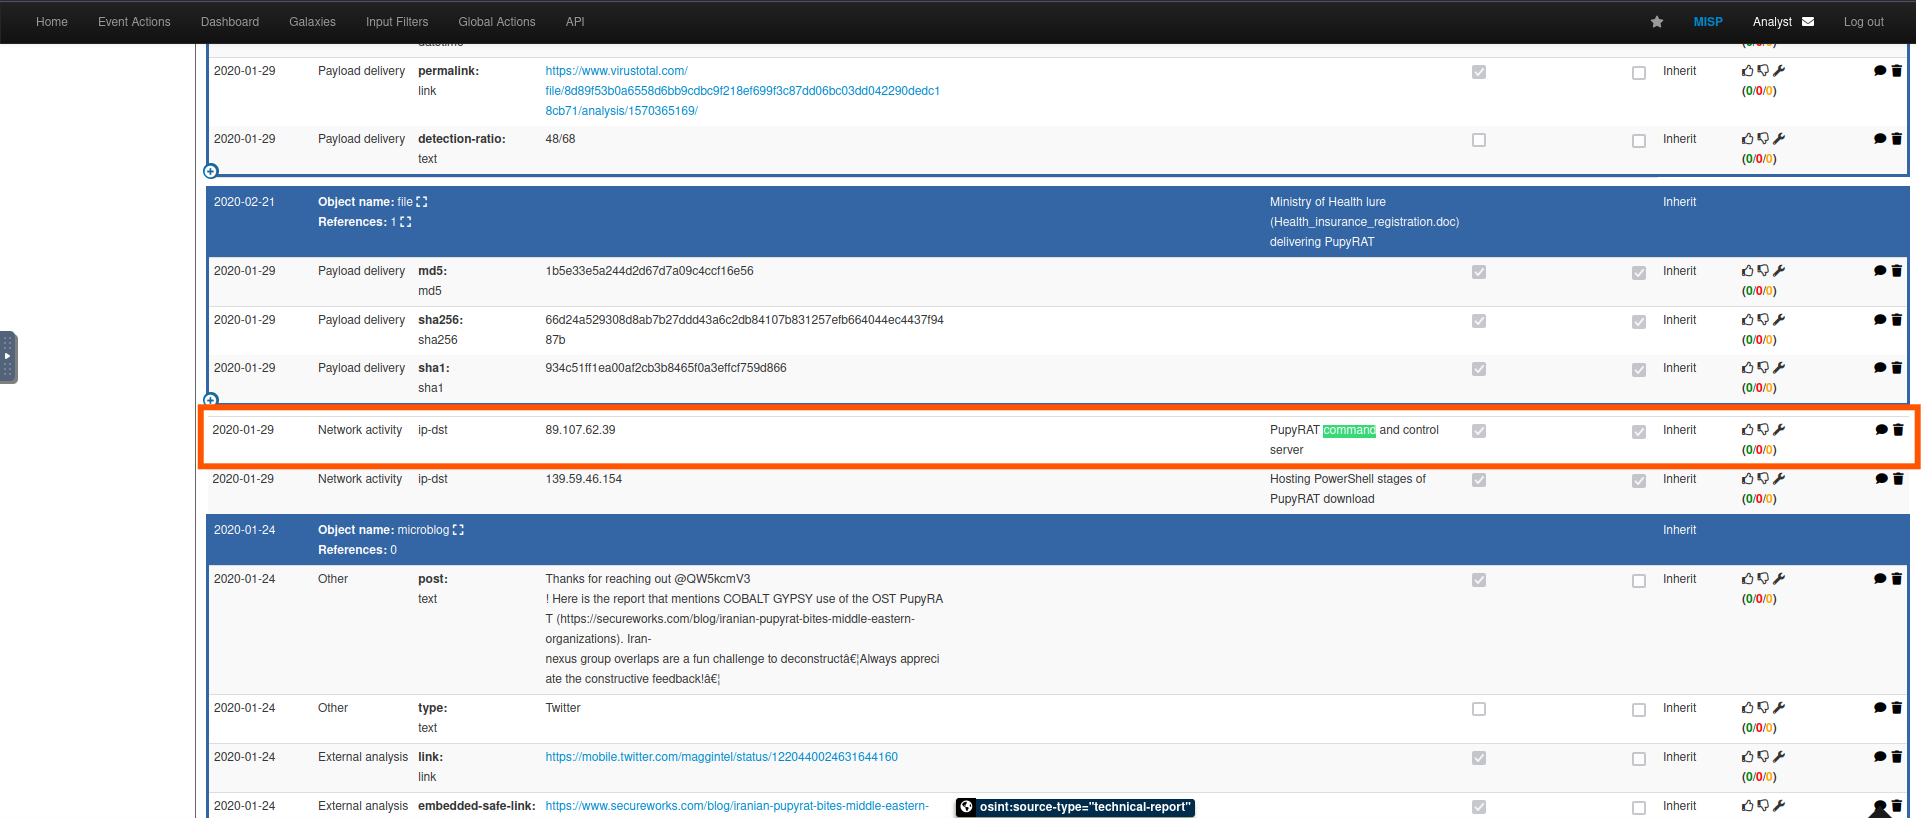 Home Event Actions Dashboard Galaxies Input Filters Global Actions API MISP Analyst Log out
datetime (0/0/0)
2020-01-29 Payload delivery permalink: https://www.virustotal.com/ Inherit
link file/8d89f53b0a6558d6bb9cdbc9f218ef699f3c87dd06bc03dd042290dedc1 (0/0/0)
8cb71/analysis/1570365169/
2020-01-29 Payload delivery detection-ratio: 48/68 Inherit
text (0/0/0)
2020-02-21 Object name: file Ministry of Health lure Inherit
References: 1 (Health_insurance_registration.doc)
delivering PupyRAT
2020-01-29 Payload delivery md5: 1b5e33e5a244d2d67d7a09c4ccf16e56 Inherit
md5 (0/0/0)
2020-01-29 Payload delivery sha256: 66d24a529308d8ab7b27ddd43a6c2db84107b831257efb664044ec4437f94 Inherit
sha256 87b (0/0/0)
2020-01-29 Payload delivery sha1: 934c51ff1ea00af2cb3b8465f0a3effcf759d866 Inherit
sha1 (0/0/0)
2020-01-29 Network activity ip-dst 89.107.62.39 PupyRAT command and control Inherit
server (0/0/0)
2020-01-29 Network activity ip-dst 139.59.46.154 Hosting PowerShell stages of Inherit
PupyRAT download (0/0/0)
2020-01-24 Object name: microblog Inherit
References: 0
2020-01-24 Other post: Thanks for reaching out @QW5kcmV3 Inherit
text ! Here is the report that mentions COBALT GYPSY use of the OST PupyRA (0/0/0)
T (https://secureworks.com/blog/iranian-pupyrat-bites-middle-eastern-
organizations). Iran-
nexus group overlaps are a fun challenge to deconstructâ€¦Always appreci
ate the constructive feedback!â€¦
2020-01-24 Other type: Twitter Inherit
text (0/0/0)
2020-01-24 External analysis link: https://mobile.twitter.com/maggintel/status/1220440024631644160 Inherit
link (0/0/0)
2020-01-24 External analysis embedded-safe-link: https://www.secureworks.com/blog/iranian-pupyrat-bites-middle-eastern- osint:source-type="technical-report" Inherit